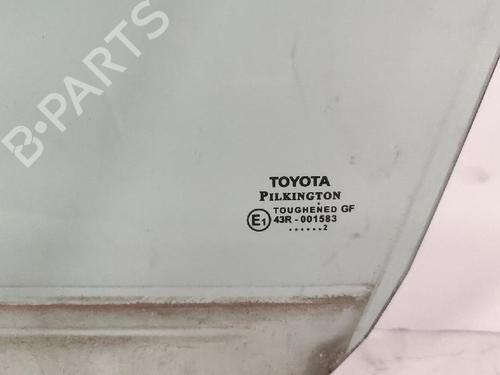 B-PARTS
TOYOTA
PILKINGTON
TOUGHENED GF
E1 43R-001583
......2